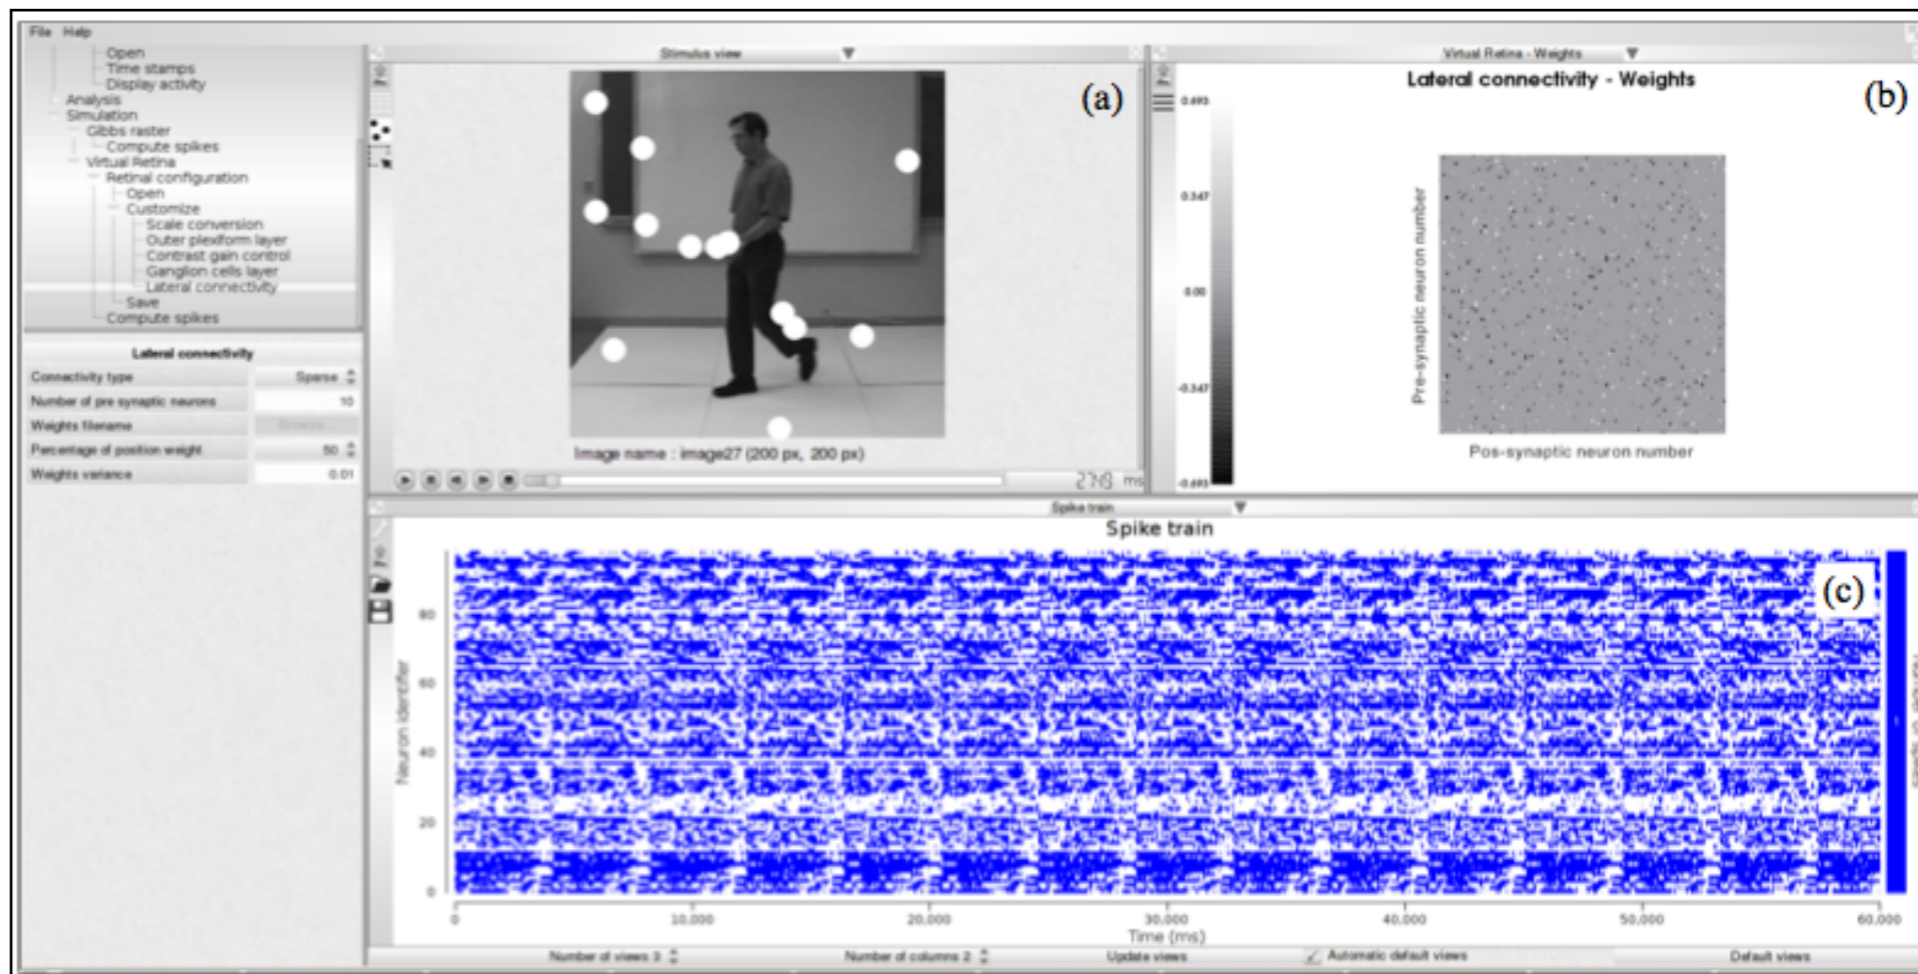 File Help
Open
Time stamps
Display activity
Analysis
Simulation
Gibbs raster
Compute spikes
Virtual Retina
Retinal configuration
Open
Customize
Scale conversion
Outer plexiform layer
Contrast gain control
Ganglion cells layer
Lateral connectivity
Save
Compute spikes
Lateral connectivity
Connectivity type Sparse
Number of pre synaptic neurons 10
Weights filename Browse...
Percentage of position weight 50
Weights variance 0.01
Stimulus view
(a)
Image name : image27 (200 px, 200 px)
2719 ms
Virtual Retina - Weights
Lateral connectivity - Weights
(b)
0.693
0.347
0.00
-0.347
-0.693
Pre-synaptic neuron number
Pos-synaptic neuron number
Spike train
Spike train
(c)
80
60
40
20
0
Neuron identifier
0 10,000 20,000 30,000 40,000 50,000 60,000
Time (ms)
Number of views 3 Number of columns 2 Update views Automatic default views Default views